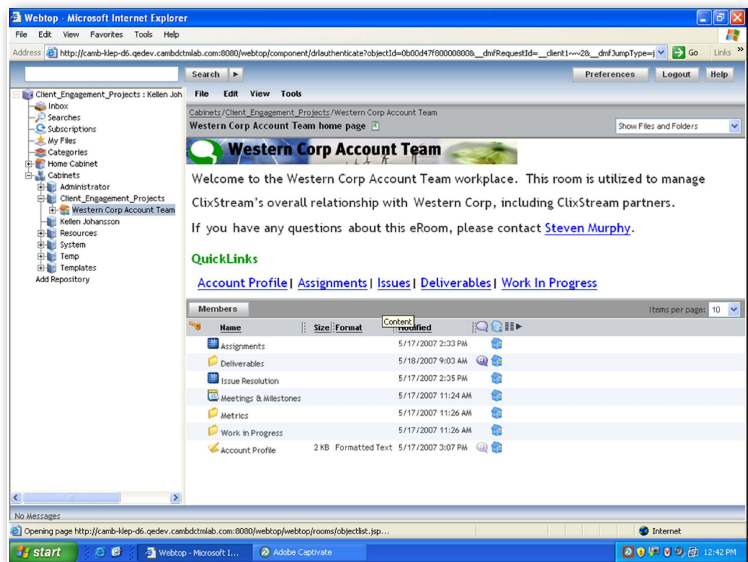 Webtop - Microsoft Internet Explorer
File Edit View Favorites Tools Help
Address http://camb-klep-d6.qedev.cambdctmlab.com:8080/webtop/component/drlauthenticate?objectId=0b00d47f80000800&__dmfRequestId=__client1~~2&__dmfJumpType=j Go Links »
Search Preferences Logout Help
Client_Engagement_Projects : Kellen Joh
Inbox
Searches
Subscriptions
My Files
Categories
Home Cabinet
Cabinets
Administrator
Client_Engagement_Projects
Western Corp Account Team
Kellen Johansson
Resources
System
Temp
Templates
Add Repository
File Edit View Tools
Cabinets/Client_Engagement_Projects/Western Corp Account Team
Western Corp Account Team home page Show Files and Folders
Western Corp Account Team
Welcome to the Western Corp Account Team workplace. This room is utilized to manage
ClixStream's overall relationship with Western Corp, including ClixStream partners.
If you have any questions about this eRoom, please contact Steven Murphy.
QuickLinks
Account Profile | Assignments | Issues | Deliverables | Work In Progress
Members Items per page: 10
Content
Name Size Format Modified
Assignments 5/17/2007 2:33 PM
Deliverables 5/18/2007 9:03 AM
Issue Resolution 5/17/2007 2:35 PM
Meetings & Milestones 5/17/2007 11:24 AM
Metrics 5/17/2007 11:26 AM
Work in Progress 5/17/2007 11:26 AM
Account Profile 2 KB Formatted Text 5/17/2007 3:07 PM
No Messages
Opening page http://camb-klep-d6.qedev.cambdctmlab.com:8080/webtop/webtop/rooms/objectlist.jsp... Internet
start Webtop - Microsoft I... Adobe Captivate 12:42 PM